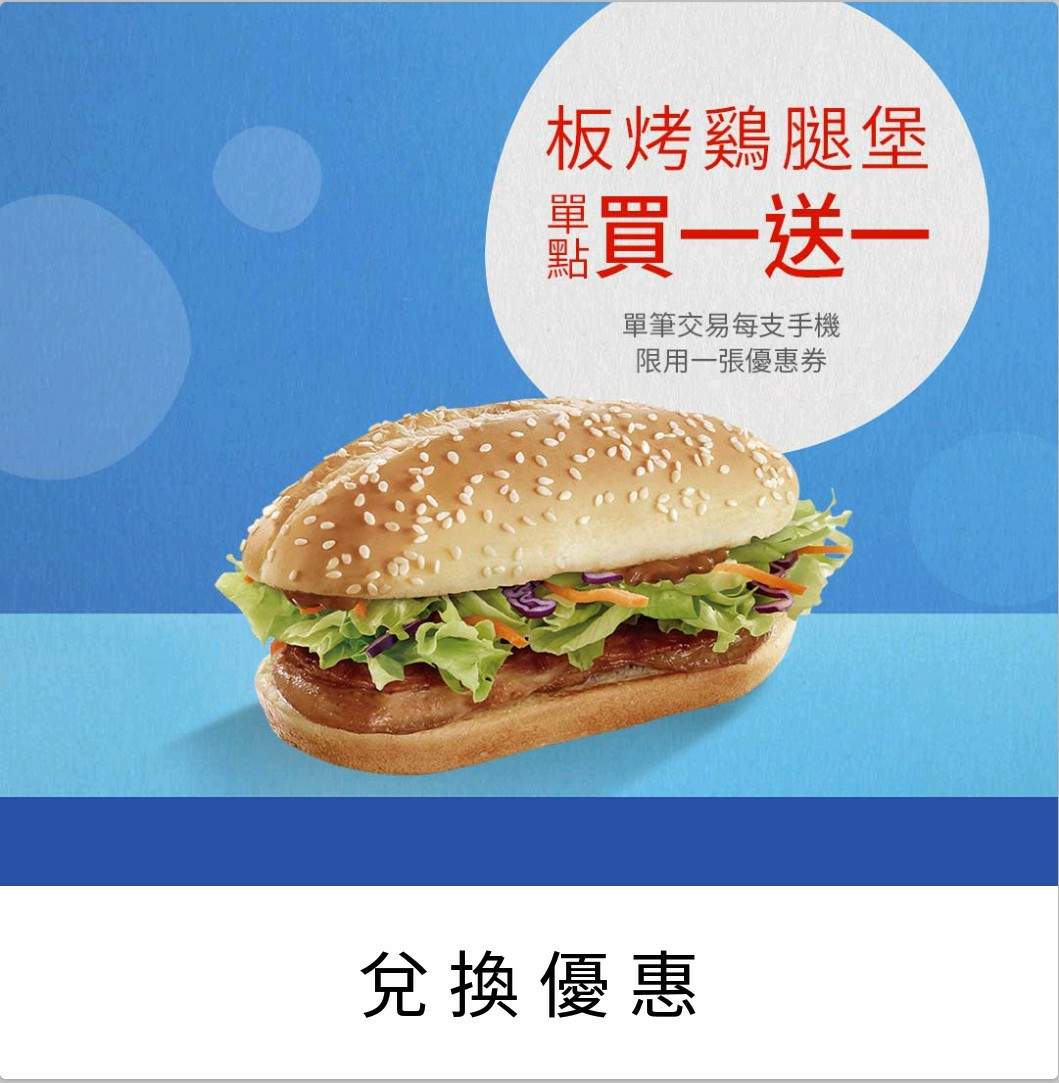 板烤鷄腿堡
單點買一送一
單筆交易每支手機
限用一張優惠券
兌換優惠